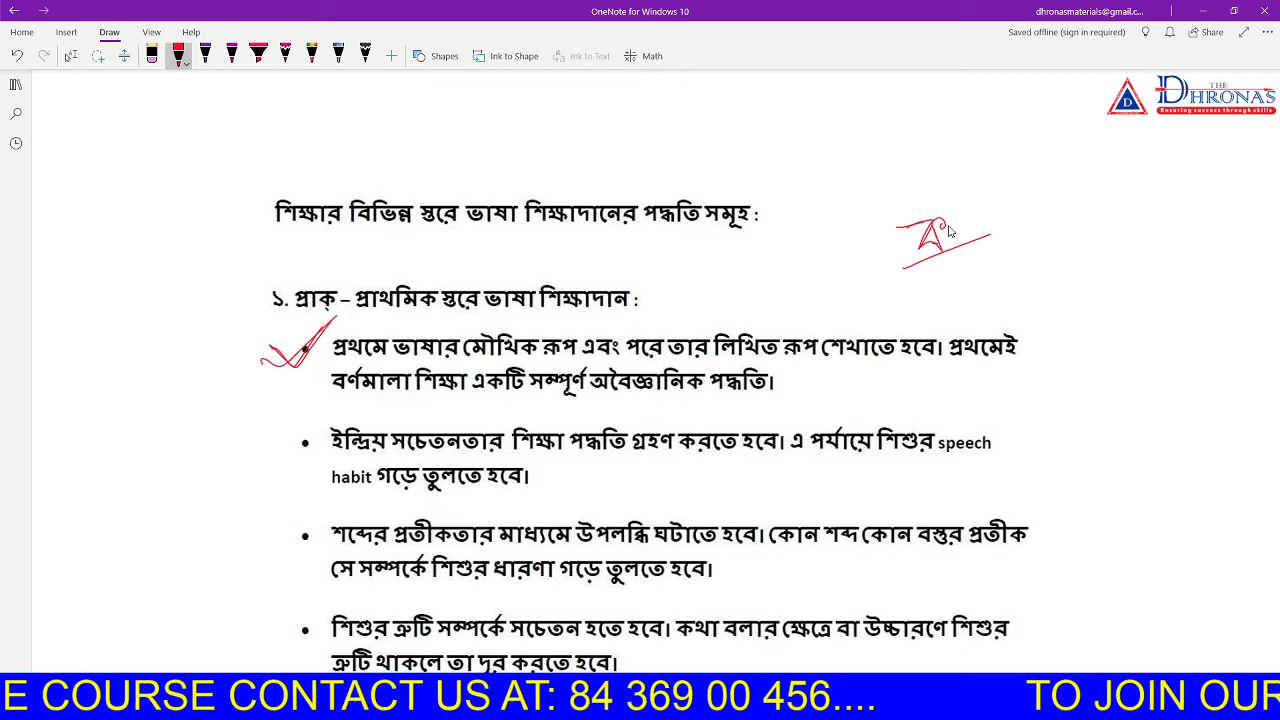 OneNote for Windows 10
dhronasmaterials@gmail.c...
Home Insert Draw View Help
Saved offline (sign in required)
Share
Shapes
Ink to Shape
Ink to Text
Math
THE
DHRONAS
Ensuring success through skills
D
শিক্ষার বিভিন্ন স্তরে ভাষা শিক্ষাদানের পদ্ধতি সমূহ :
১. প্রাক্ – প্রাথমিক স্তরে ভাষা শিক্ষাদান :
• প্রথমে ভাষার মৌখিক রূপ এবং পরে তার লিখিত রূপ শেখাতে হবে। প্রথমেই
বর্ণমালা শিক্ষা একটি সম্পূর্ণ অবৈজ্ঞানিক পদ্ধতি।
• ইন্দ্রিয় সচেতনতার শিক্ষা পদ্ধতি গ্রহণ করতে হবে। এ পর্যায়ে শিশুর speech
habit গড়ে তুলতে হবে।
• শব্দের প্রতীকতার মাধ্যমে উপলব্ধি ঘটাতে হবে। কোন শব্দ কোন বস্তুর প্রতীক
সে সম্পর্কে শিশুর ধারণা গড়ে তুলতে হবে।
• শিশুর ত্রুটি সম্পর্কে সচেতন হতে হবে। কথা বলার ক্ষেত্রে বা উচ্চারণে শিশুর
ত্রুটি থাকলে তা দূর করতে হবে।
E COURSE CONTACT US AT: 84 369 00 456.... TO JOIN OUR